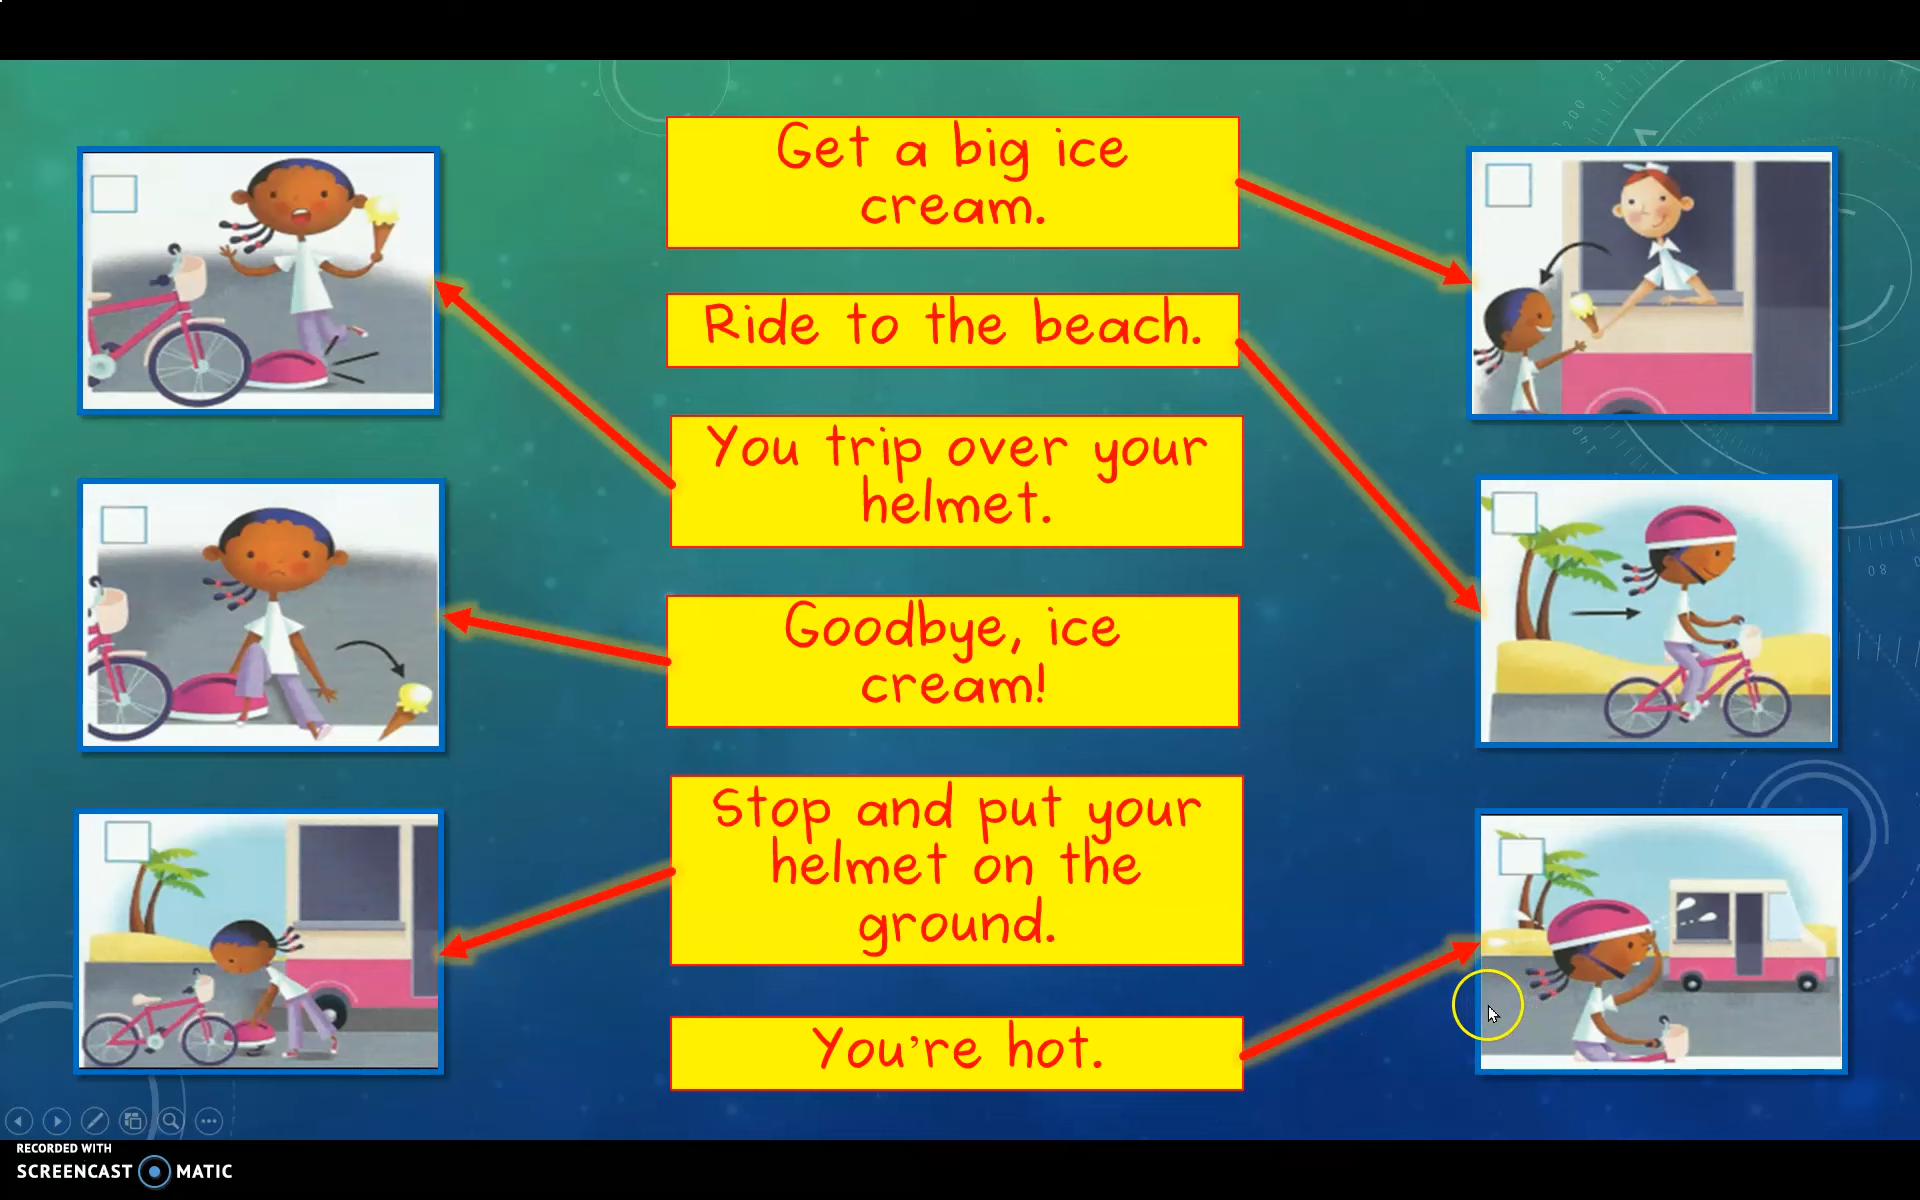 Get a big ice
cream.
Ride to the beach.
You trip over your
helmet.
Goodbye, ice
cream!
Stop and put your
helmet on the
ground.
You're hot.
RECORDED WITH
SCREENCAST MATIC